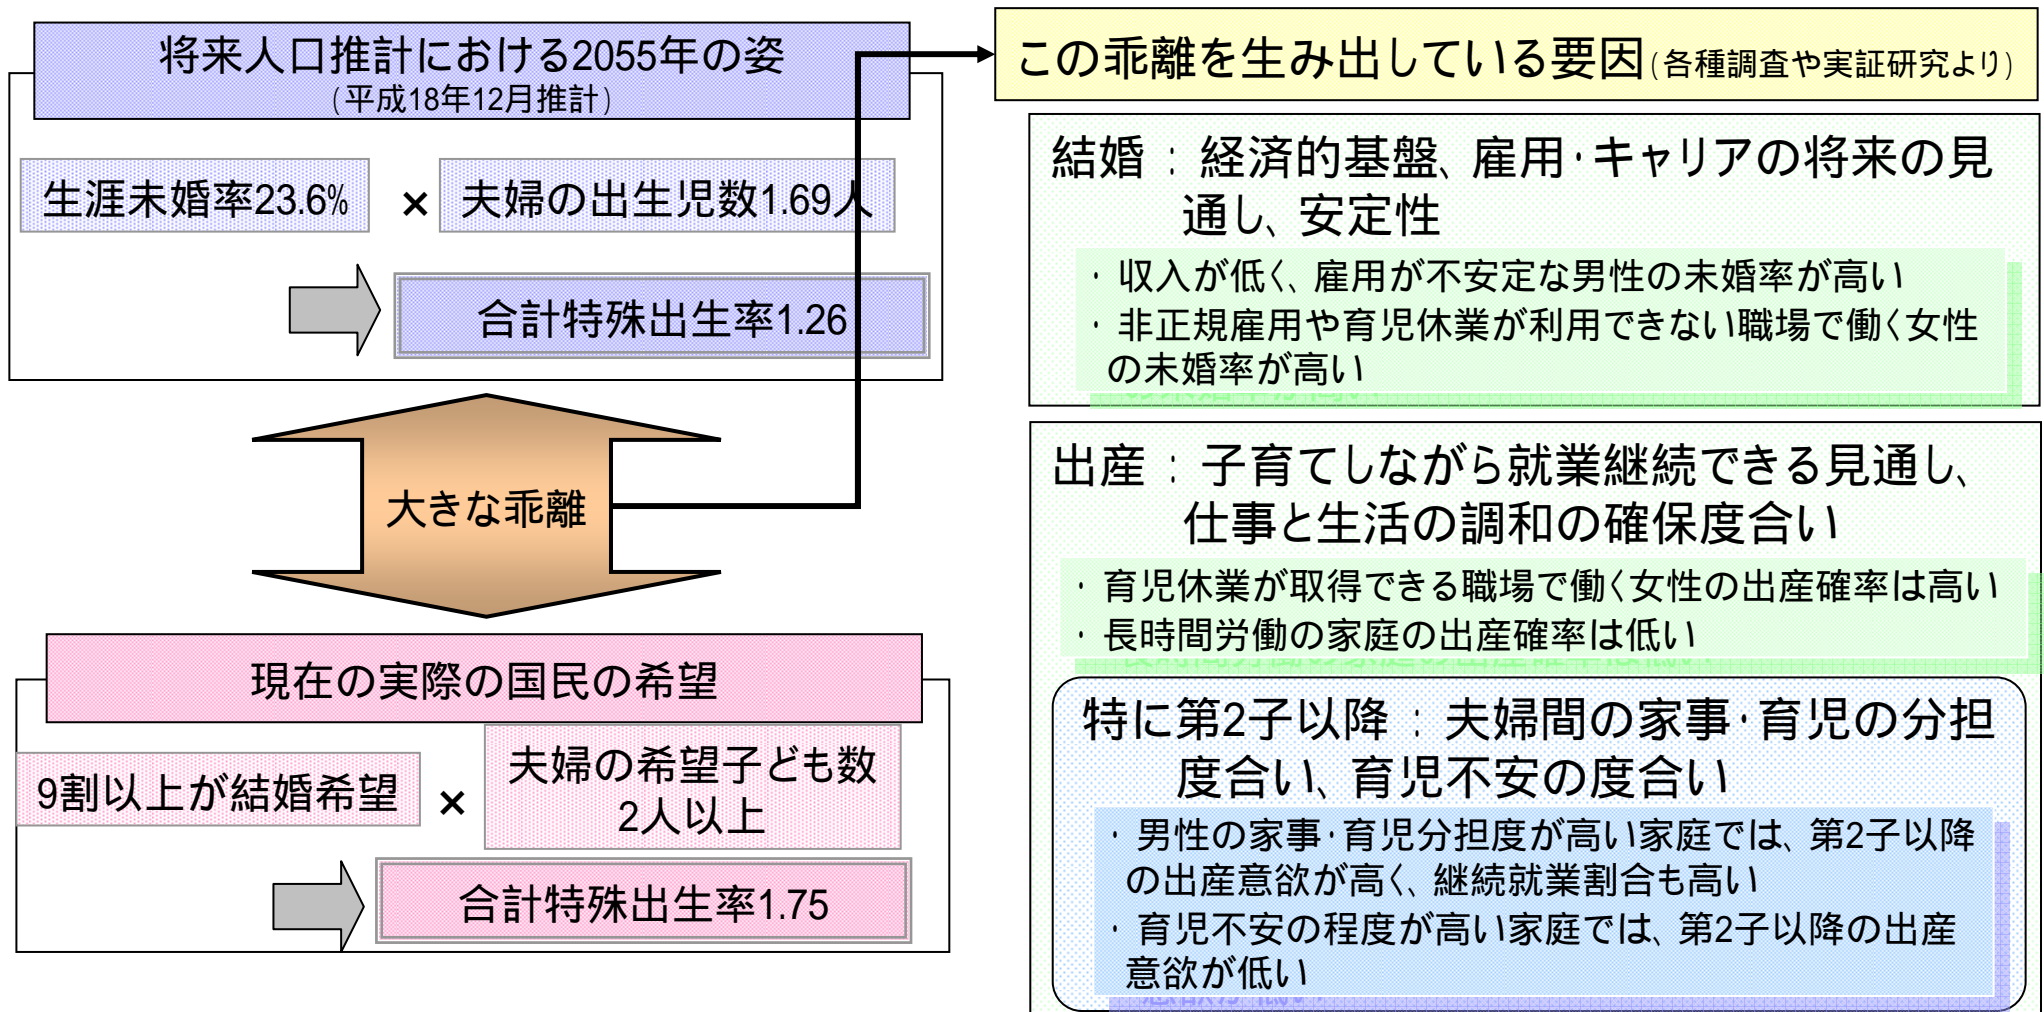 将来人口推計における2055年の姿
(平成18年12月推計)
生涯未婚率23.6%
×
夫婦の出生児数1.69人
合計特殊出生率1.26
大きな乖離
現在の実際の国民の希望
9割以上が結婚希望
×
夫婦の希望子ども数
2人以上
合計特殊出生率1.75
この乖離を生み出している要因(各種調査や実証研究より)
結婚：経済的基盤、雇用・キャリアの将来の見
通し、安定性
・収入が低く、雇用が不安定な男性の未婚率が高い
・非正規雇用や育児休業が利用できない職場で働く女性
の未婚率が高い
出産：子育てしながら就業継続できる見通し、
仕事と生活の調和の確保度合い
・育児休業が取得できる職場で働く女性の出産確率は高い
・長時間労働の家庭の出産確率は低い
特に第2子以降：夫婦間の家事・育児の分担
度合い、育児不安の度合い
・男性の家事・育児分担度が高い家庭では、第2子以降
の出産意欲が高く、継続就業割合も高い
・育児不安の程度が高い家庭では、第2子以降の出産
意欲が低い